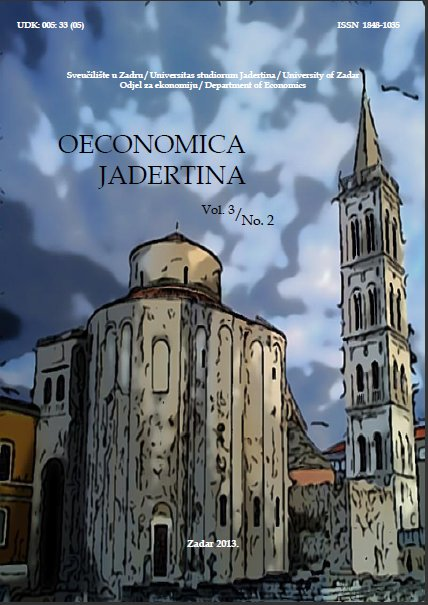 UDK: 005: 33 (05)
ISSN 1848-1035
Sveučilište u Zadru / Universitas studiorum Jadertina / University of Zadar
Odjel za ekonomiju / Department of Economics
OECONOMICA
JADERTINA
Vol. 3/No. 2
Zadar 2013.